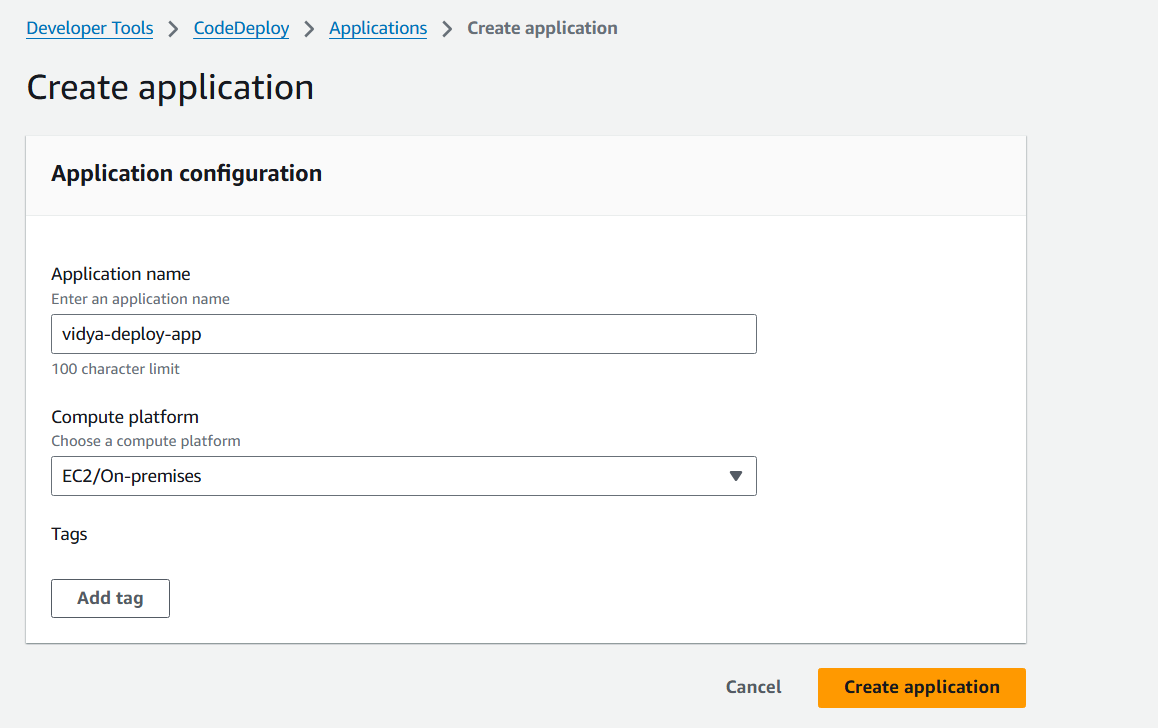 Developer Tools > CodeDeploy > Applications > Create application
Create application
Application configuration
Application name
Enter an application name
vidya-deploy-app
100 character limit
Compute platform
Choose a compute platform
EC2/On-premises
Tags
Add tag
Cancel Create application